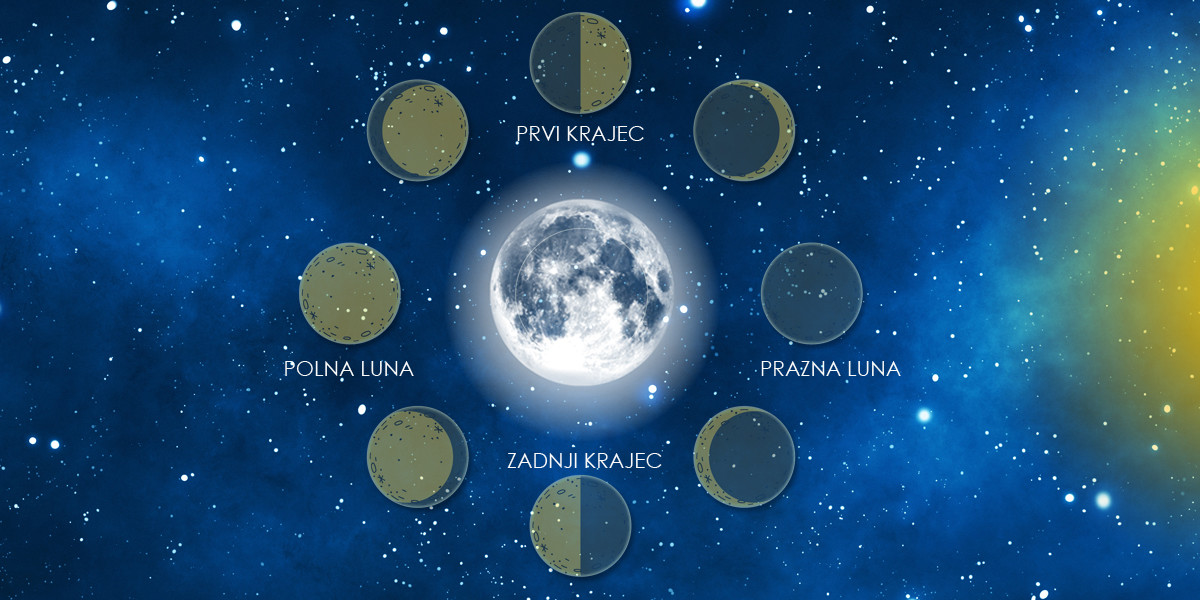 PRVI KRAJEC
POLNA LUNA
PRAZNA LUNA
ZADNJI KRAJEC